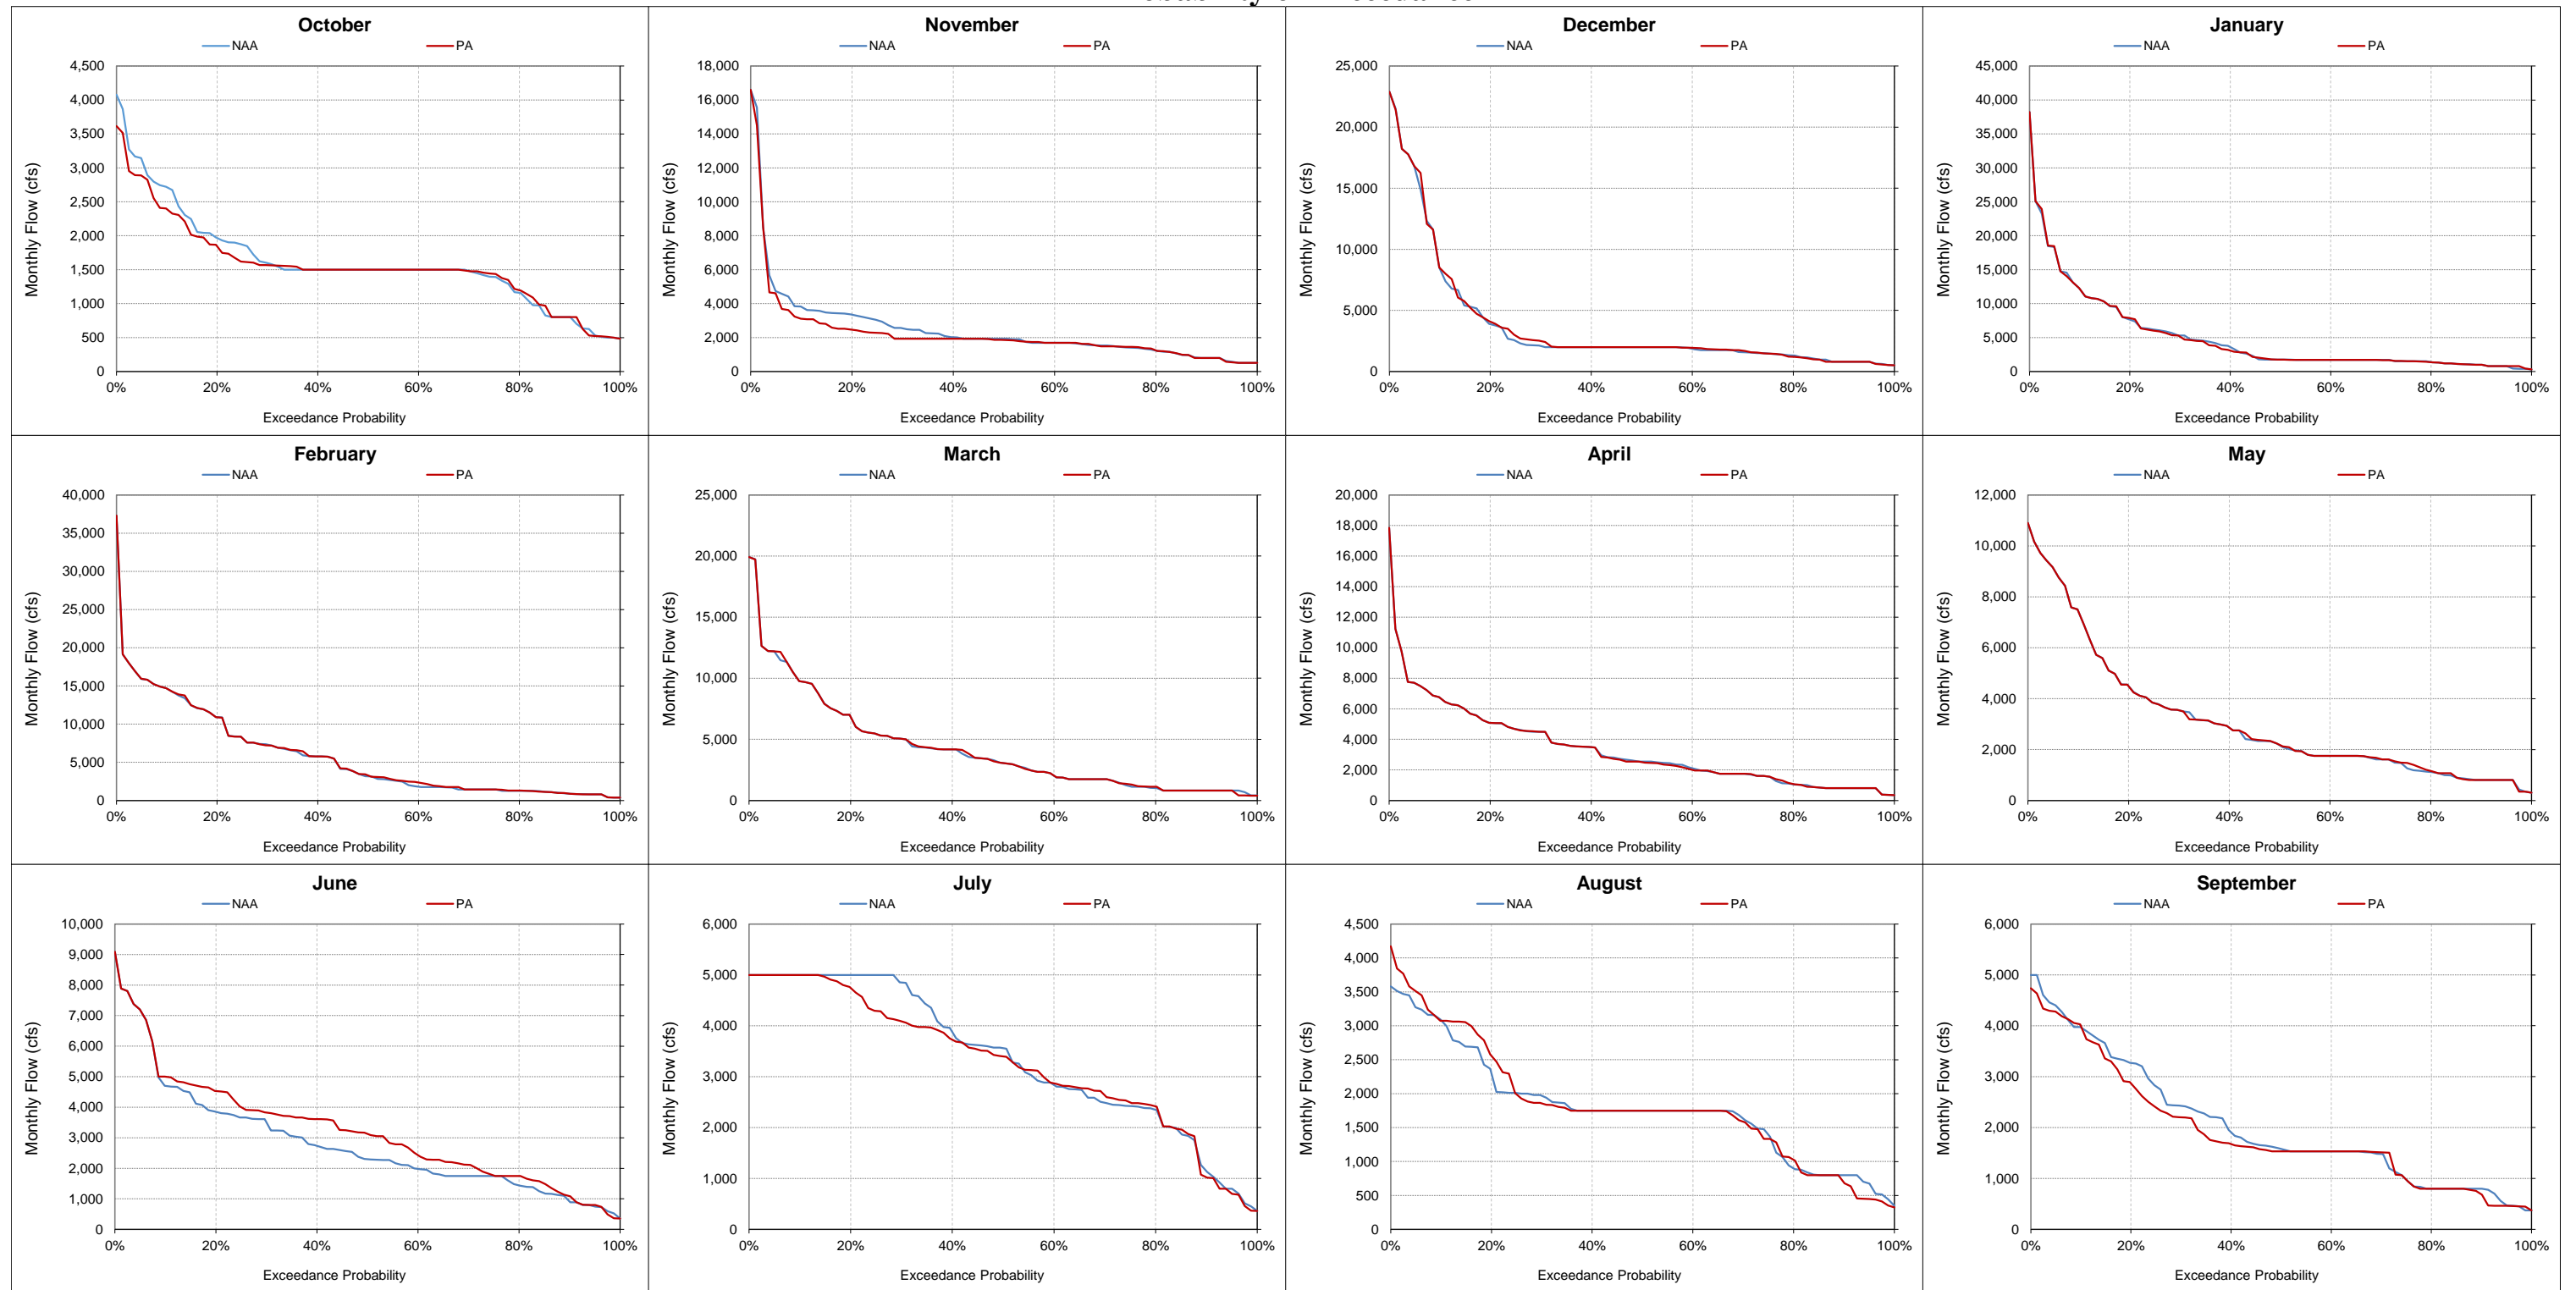 October
NAA PA
4,500
4,000
3,500
3,000
2,500
2,000
1,500
1,000
500
0
0% 20% 40% 60% 80% 100%
Monthly Flow (cfs)
Exceedance Probability
November
NAA PA
18,000
16,000
14,000
12,000
10,000
8,000
6,000
4,000
2,000
0
0% 20% 40% 60% 80% 100%
Monthly Flow (cfs)
Exceedance Probability
December
NAA PA
25,000
20,000
15,000
10,000
5,000
0
0% 20% 40% 60% 80% 100%
Monthly Flow (cfs)
Exceedance Probability
January
NAA PA
45,000
40,000
35,000
30,000
25,000
20,000
15,000
10,000
5,000
0
0% 20% 40% 60% 80% 100%
Monthly Flow (cfs)
Exceedance Probability
February
NAA PA
40,000
35,000
30,000
25,000
20,000
15,000
10,000
5,000
0
0% 20% 40% 60% 80% 100%
Monthly Flow (cfs)
Exceedance Probability
March
NAA PA
25,000
20,000
15,000
10,000
5,000
0
0% 20% 40% 60% 80% 100%
Monthly Flow (cfs)
Exceedance Probability
April
NAA PA
20,000
18,000
16,000
14,000
12,000
10,000
8,000
6,000
4,000
2,000
0
0% 20% 40% 60% 80% 100%
Monthly Flow (cfs)
Exceedance Probability
May
NAA PA
12,000
10,000
8,000
6,000
4,000
2,000
0
0% 20% 40% 60% 80% 100%
Monthly Flow (cfs)
Exceedance Probability
June
NAA PA
10,000
9,000
8,000
7,000
6,000
5,000
4,000
3,000
2,000
1,000
0
0% 20% 40% 60% 80% 100%
Monthly Flow (cfs)
Exceedance Probability
July
NAA PA
6,000
5,000
4,000
3,000
2,000
1,000
0
0% 20% 40% 60% 80% 100%
Monthly Flow (cfs)
Exceedance Probability
August
NAA PA
4,500
4,000
3,500
3,000
2,500
2,000
1,500
1,000
500
0
0% 20% 40% 60% 80% 100%
Monthly Flow (cfs)
Exceedance Probability
September
NAA PA
6,000
5,000
4,000
3,000
2,000
1,000
0
0% 20% 40% 60% 80% 100%
Monthly Flow (cfs)
Exceedance Probability